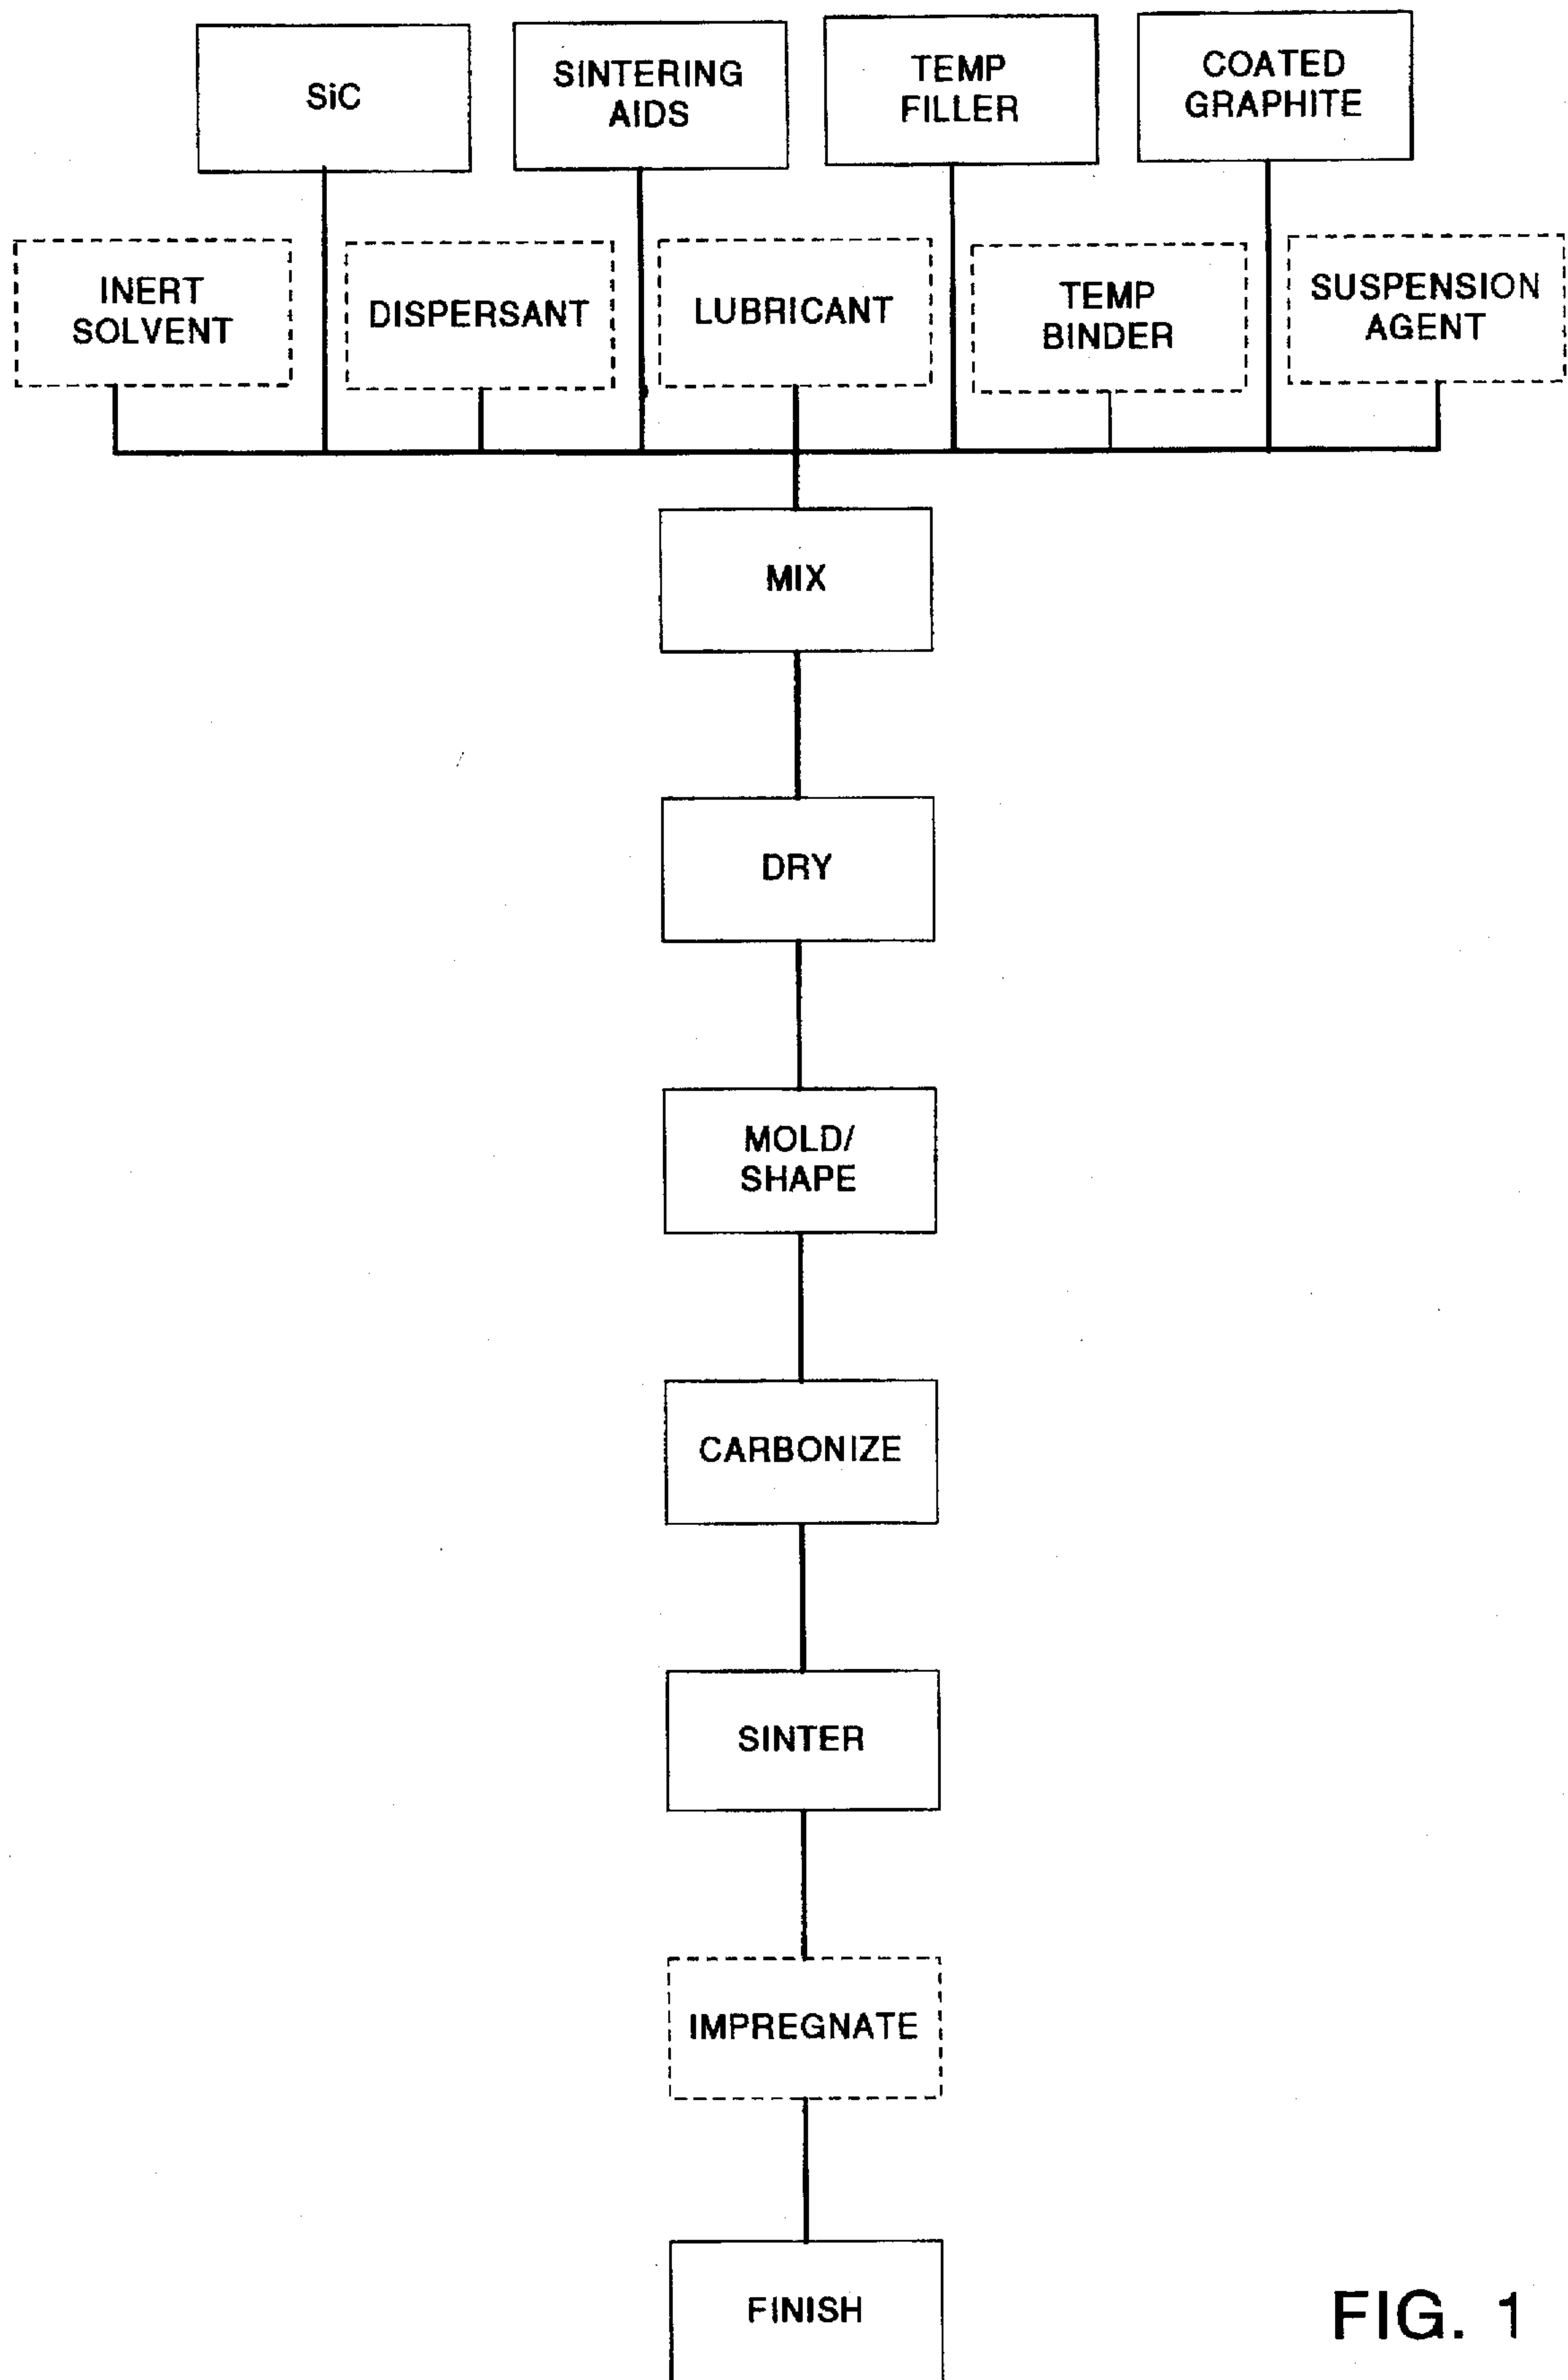 SiC
SINTERING
AIDS
TEMP
FILLER
COATED
GRAPHITE
INERT
SOLVENT
DISPERSANT
LUBRICANT
TEMP
BINDER
SUSPENSION
AGENT
MIX
DRY
MOLD/
SHAPE
CARBONIZE
SINTER
IMPREGNATE
FINISH
FIG. 1